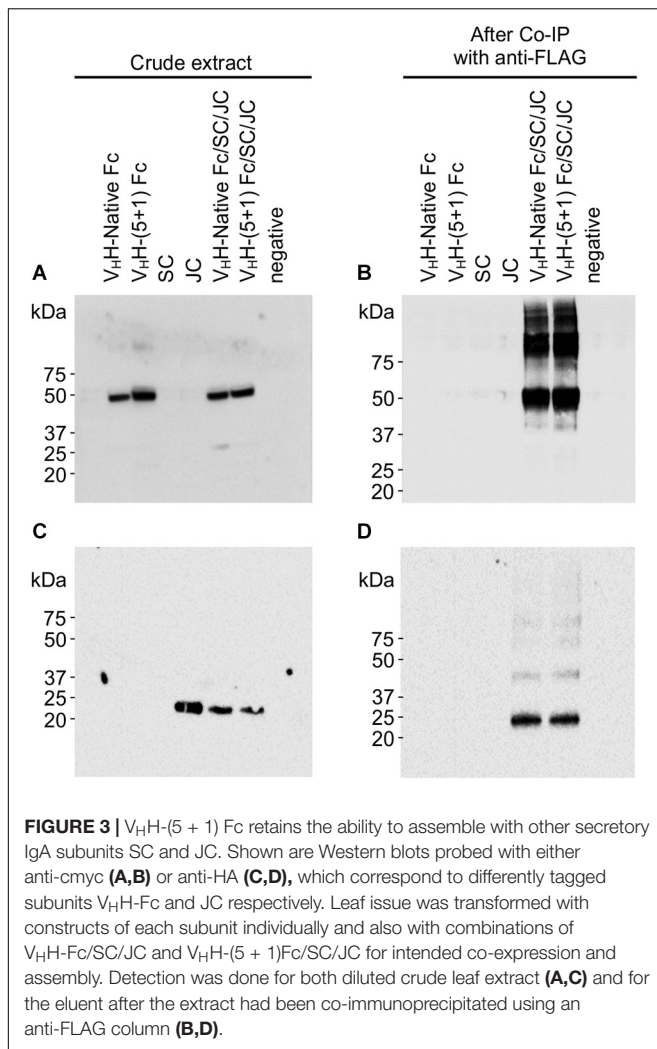 Crude extract
After Co-IP
with anti-FLAG
VHH-Native Fc
VHH-(5+1) Fc
SC
JC
VHH-Native Fc/SC/JC
VHH-(5+1) Fc/SC/JC
negative
VHH-Native Fc
VHH-(5+1) Fc
SC
JC
VHH-Native Fc/SC/JC
VHH-(5+1) Fc/SC/JC
negative
A
kDa
75
50
37
25
20
B
kDa
75
50
37
25
20
C
kDa
75
50
37
25
20
D
kDa
75
50
37
25
20
FIGURE 3 | VHH-(5 + 1) Fc retains the ability to assemble with other secretory
IgA subunits SC and JC. Shown are Western blots probed with either
anti-cmyc (A,B) or anti-HA (C,D), which correspond to differently tagged
subunits VHH-Fc and JC respectively. Leaf issue was transformed with
constructs of each subunit individually and also with combinations of
VHH-Fc/SC/JC and VHH-(5 + 1)Fc/SC/JC for intended co-expression and
assembly. Detection was done for both diluted crude leaf extract (A,C) and for
the eluent after the extract had been co-immunoprecipitated using an
anti-FLAG column (B,D).